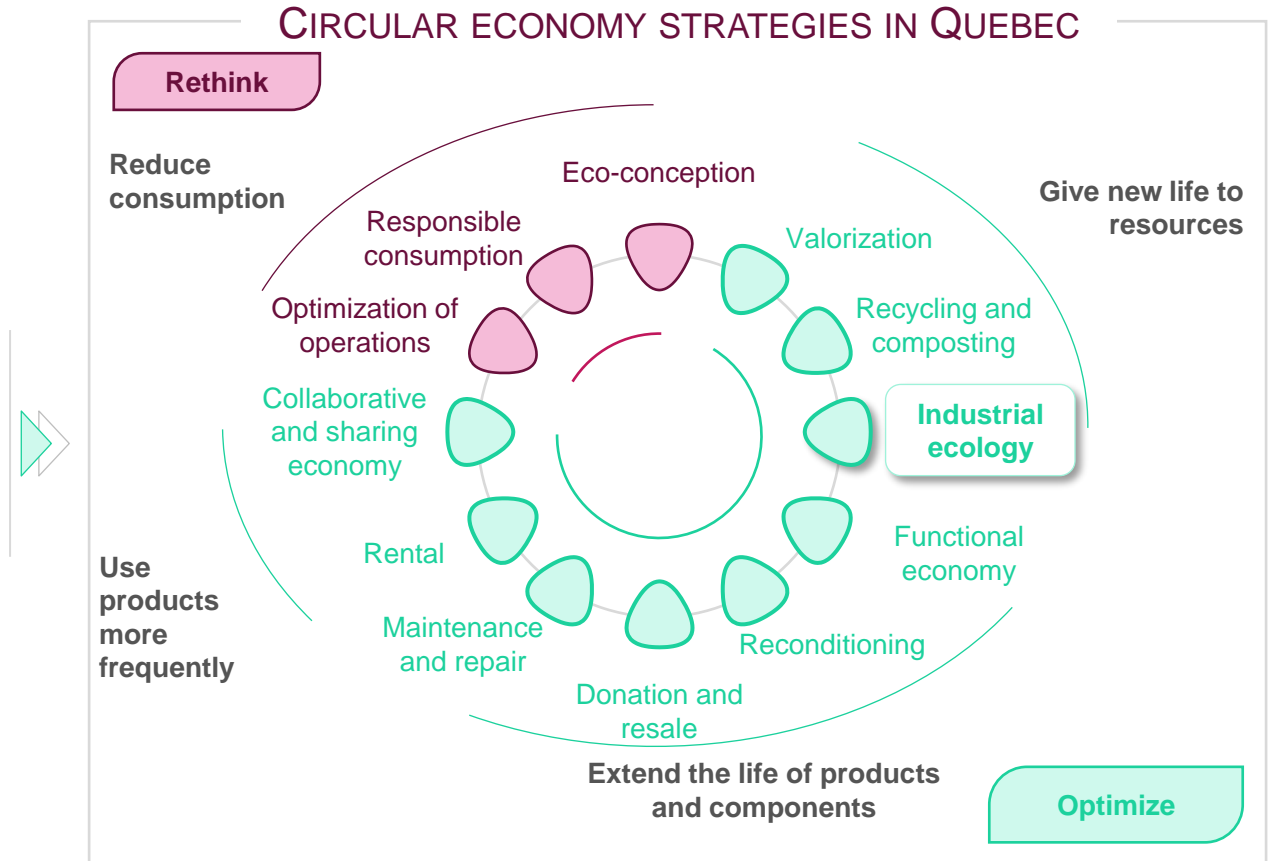 CIRCULAR ECONOMY STRATEGIES IN QUEBEC
Rethink
Reduce
consumption
Eco-conception
Responsible
consumption
Optimization of
operations
Valorization
Give new life to
resources
Recycling and
composting
Industrial
ecology
Collaborative
and sharing
economy
Functional
economy
Rental
Use
products
more
frequently
Maintenance
and repair
Reconditioning
Donation and
resale
Extend the life of products
and components
Optimize